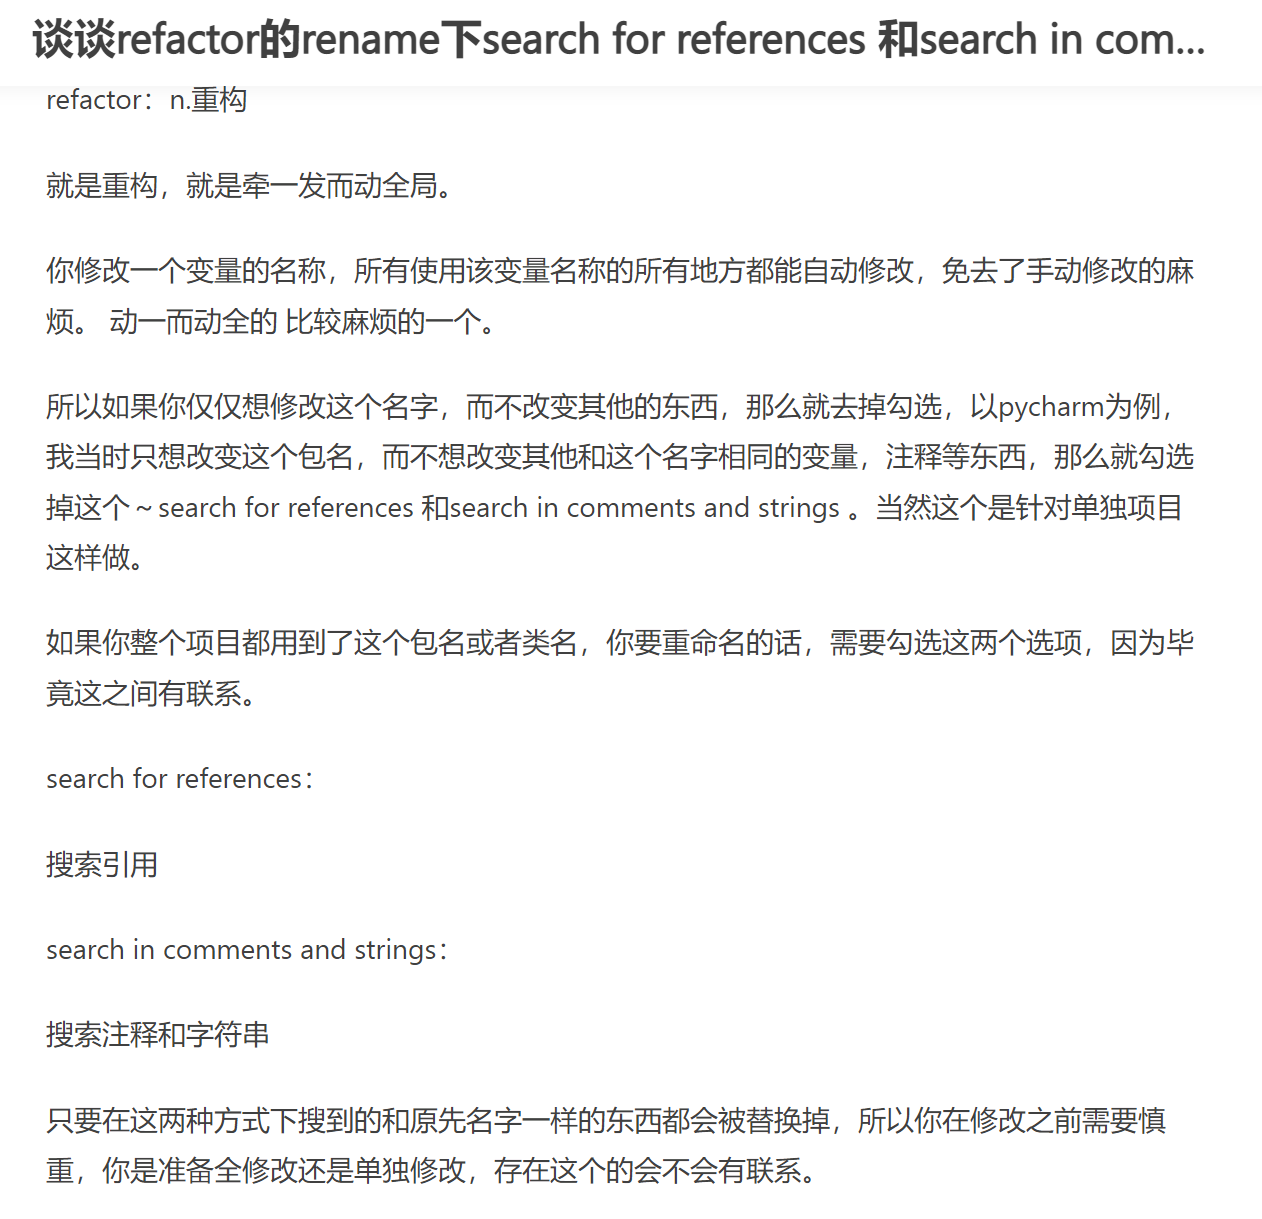 谈谈refactor的rename下search for references 和search in com...
refactor：n.重构
就是重构，就是牵一发而动全局。
你修改一个变量的名称，所有使用该变量名称的所有地方都能自动修改，免去了手动修改的麻
烦。 动一而动全的 比较麻烦的一个。
所以如果你仅仅想修改这个名字，而不改变其他的东西，那么就去掉勾选，以pycharm为例，
我当时只想改变这个包名，而不想改变其他和这个名字相同的变量，注释等东西，那么就勾选
掉这个～search for references 和search in comments and strings 。当然这个是针对单独项目
这样做。
如果你整个项目都用到了这个包名或者类名，你要重命名的话，需要勾选这两个选项，因为毕
竟这之间有联系。
search for references：
搜索引用
search in comments and strings：
搜索注释和字符串
只要在这两种方式下搜到的和原先名字一样的东西都会被替换掉，所以你在修改之前需要慎
重，你是准备全修改还是单独修改，存在这个的会不会有联系。